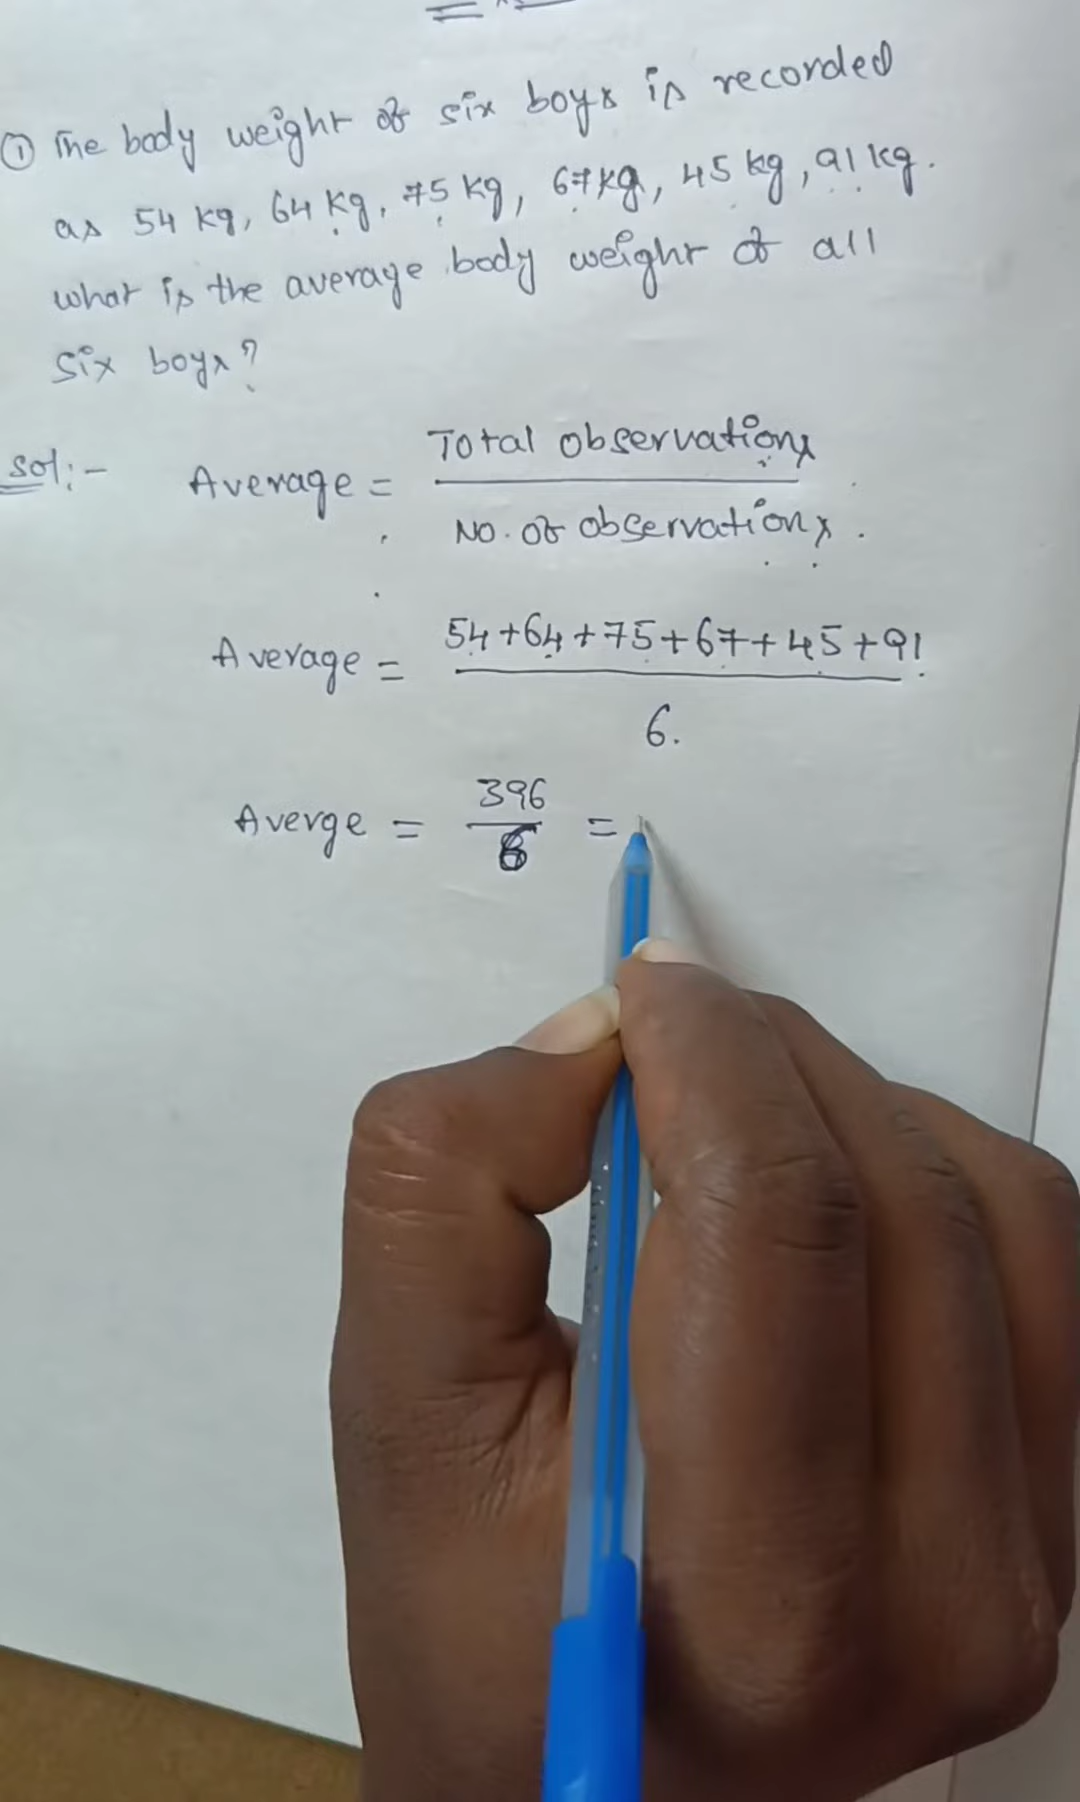 ① The body weight of six boys is recorded
as 54 kg, 64 kg, 75 kg, 67 kg, 45 kg, 91 kg.
what is the average body weight of all
six boys?
Sol:- Average = Total observations
No. of observations.
Average = 54+64+75+67+45+91
6.
Averge = 396
6 =